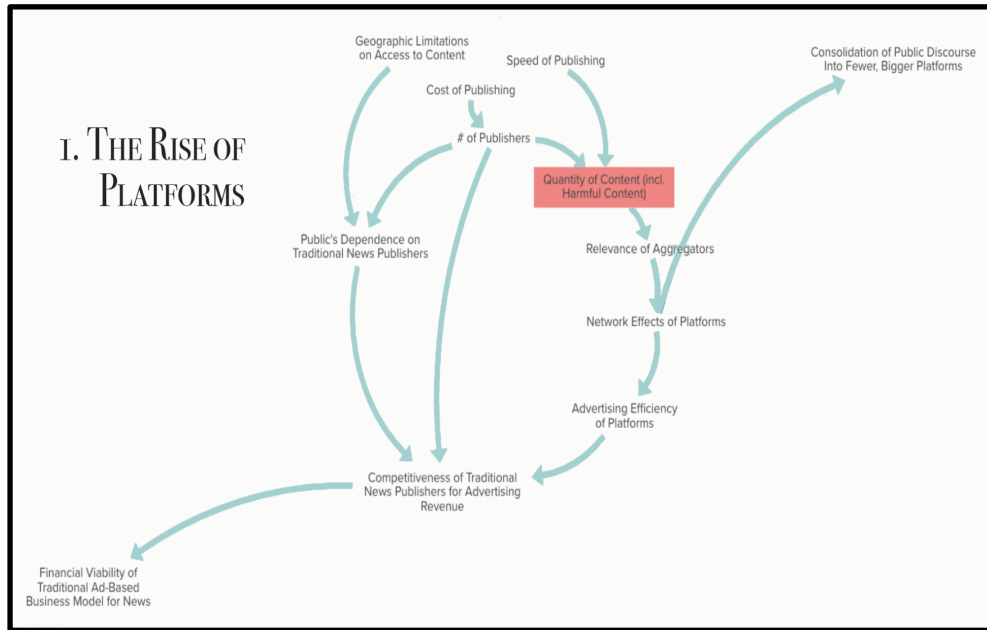 1. The Rise of
Platforms
Geographic Limitations
on Access to Content
Speed of Publishing
Consolidation of Public Discourse
Into Fewer, Bigger Platforms
Cost of Publishing
# of Publishers
Quantity of Content (incl.
Harmful Content)
Public's Dependence on
Traditional News Publishers
Relevance of Aggregators
Network Effects of Platforms
Advertising Efficiency
of Platforms
Competitiveness of Traditional
News Publishers for Advertising
Revenue
Financial Viability of
Traditional Ad-Based
Business Model for News